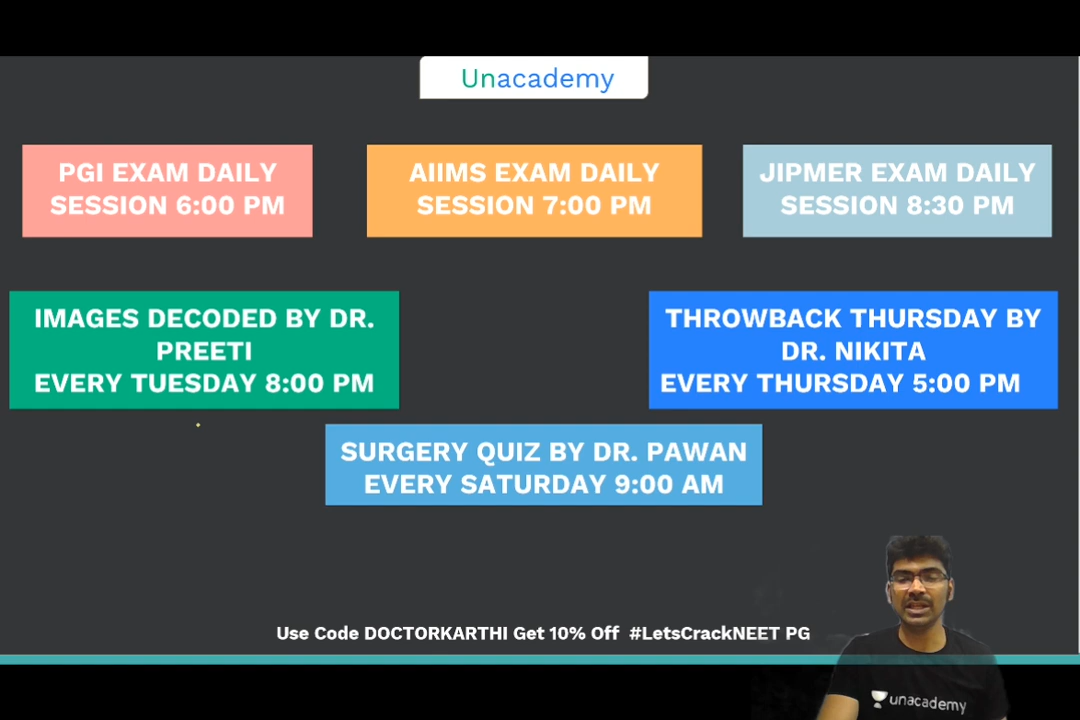 Unacademy
PGI EXAM DAILY
SESSION 6:00 PM
AIIMS EXAM DAILY
SESSION 7:00 PM
JIPMER EXAM DAILY
SESSION 8:30 PM
IMAGES DECODED BY DR.
PREETI
EVERY TUESDAY 8:00 PM
THROWBACK THURSDAY BY
DR. NIKITA
EVERY THURSDAY 5:00 PM
SURGERY QUIZ BY DR. PAWAN
EVERY SATURDAY 9:00 AM
Use Code DOCTORKARTHI Get 10% Off #LetsCrackNEET PG
unacademy